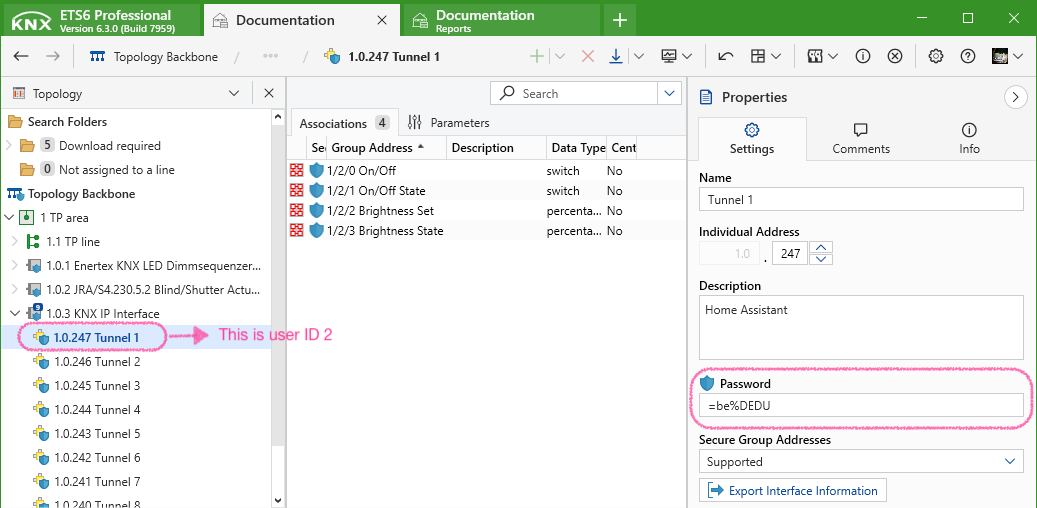 KNX
ETS6 Professional
Version 6.3.0 (Build 7959)
Documentation
Documentation
Reports
Topology Backbone / ••• / 1.0.247 Tunnel 1
Topology
Search Folders
5 Download required
0 Not assigned to a line
Topology Backbone
1 TP area
1.1 TP line
1.0.1 Enertex KNX LED Dimmsequenzer...
1.0.2 JRA/S4.230.5.2 Blind/Shutter Actu...
9
1.0.3 KNX IP Interface
1.0.247 Tunnel 1
This is user ID 2
1.0.246 Tunnel 2
1.0.245 Tunnel 3
1.0.244 Tunnel 4
1.0.243 Tunnel 5
1.0.242 Tunnel 6
1.0.241 Tunnel 7
1.0.240 Tunnel 8
Search
Associations 4 Parameters
Se Group Address Description Data Type Cent
1/2/0 On/Off switch No
1/2/1 On/Off State switch No
1/2/2 Brightness Set percenta... No
1/2/3 Brightness State percenta... No
Properties
Settings Comments Info
Name
Tunnel 1
Individual Address
1.0 . 247
Description
Home Assistant
Password
=be%DEDU
Secure Group Addresses
Supported
Export Interface Information